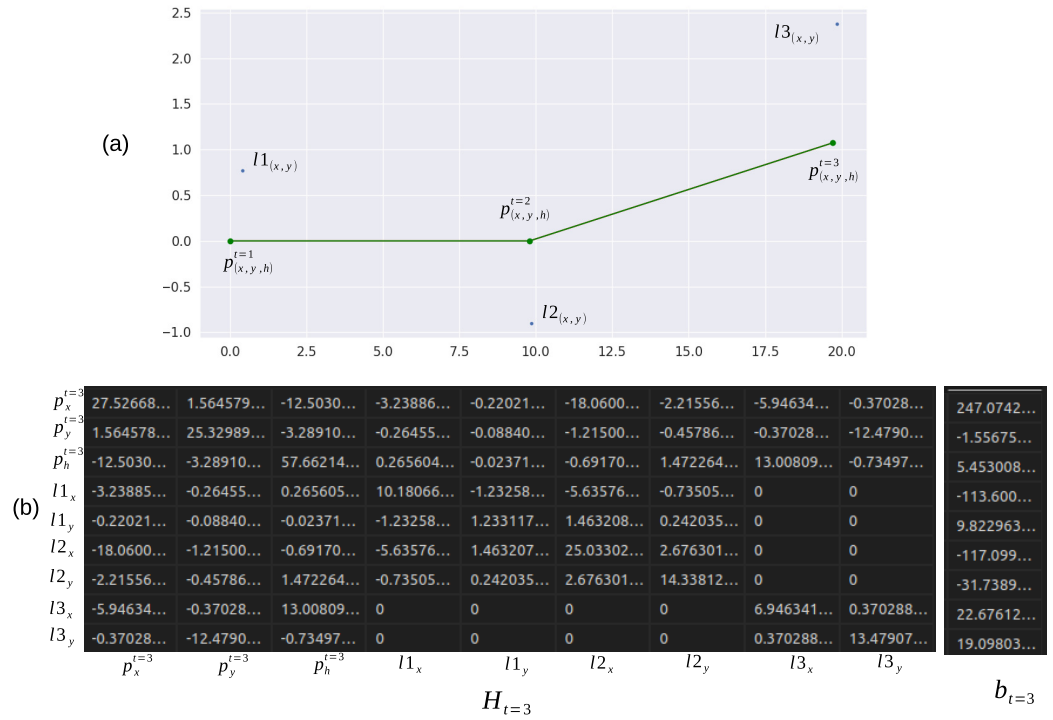 2.5
2.0
1.5
1.0
0.5
0.0
−0.5
−1.0
l3(x,y)
(a)
l1(x,y)
p^{t=3}_{(x,y,h)}
p^{t=2}_{(x,y,h)}
p^{t=1}_{(x,y,h)}
l2(x,y)
0.0 2.5 5.0 7.5 10.0 12.5 15.0 17.5 20.0
p_x^{t=3} 27.52668... 1.564579... -12.5030... -3.23886... -0.22021... -18.0600... -2.21556... -5.94634... -0.37028... 247.0742...
p_y^{t=3} 1.564578... 25.32989... -3.28910... -0.26455... -0.08840... -1.21500... -0.45786... -0.37028... -12.4790... -1.55675...
p_h^{t=3} -12.5030... -3.28910... 57.66214... 0.265604... -0.02371... -0.69170... 1.472264... 13.00809... -0.73497... 5.453008...
l1_x -3.23885... -0.26455... 0.265605... 10.18066... -1.23258... -5.63576... -0.73505... 0 0 -113.600...
(b)
l1_y -0.22021... -0.08840... -0.02371... -1.23258... 1.233117... 1.463208... 0.242035... 0 0 9.822963...
l2_x -18.0600... -1.21500... -0.69170... -5.63576... 1.463207... 25.03302... 2.676301... 0 0 -117.099...
l2_y -2.21556... -0.45786... 1.472264... -0.73505... 0.242035... 2.676301... 14.33812... 0 0 -31.7389...
l3_x -5.94634... -0.37028... 13.00809... 0 0 0 0 6.946341... 0.370288... 22.67612...
l3_y -0.37028... -12.4790... -0.73497... 0 0 0 0 0.370288... 13.47907... 19.09803...
p_x^{t=3} p_y^{t=3} p_h^{t=3} l1_x l1_y l2_x l2_y l3_x l3_y
H_{t=3} b_{t=3}